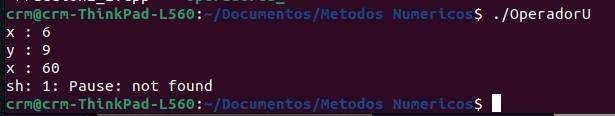 crm@crm-ThinkPad-L560:~/Documentos/Metodos Numericos$ ./OperadorU
x : 6
y : 9
x : 60
sh: 1: Pause: not found
crm@crm-ThinkPad-L560:~/Documentos/Metodos Numericos$